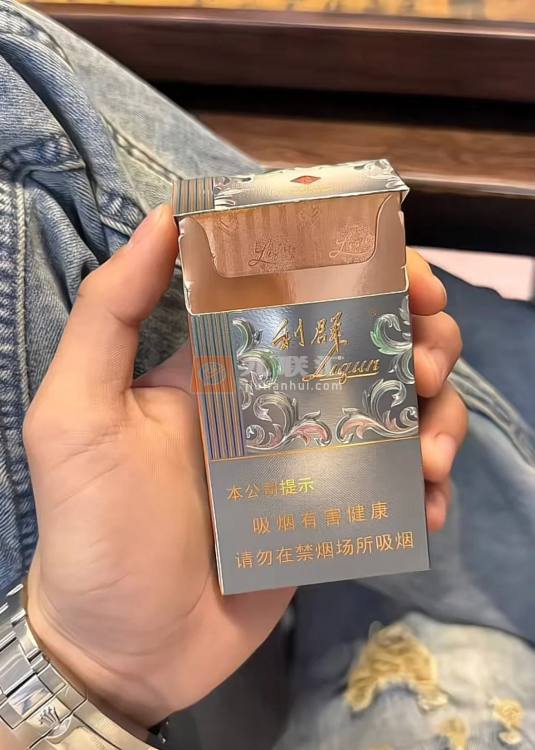 利群
Liqun
本公司提示
吸烟有害健康
请勿在禁烟场所吸烟